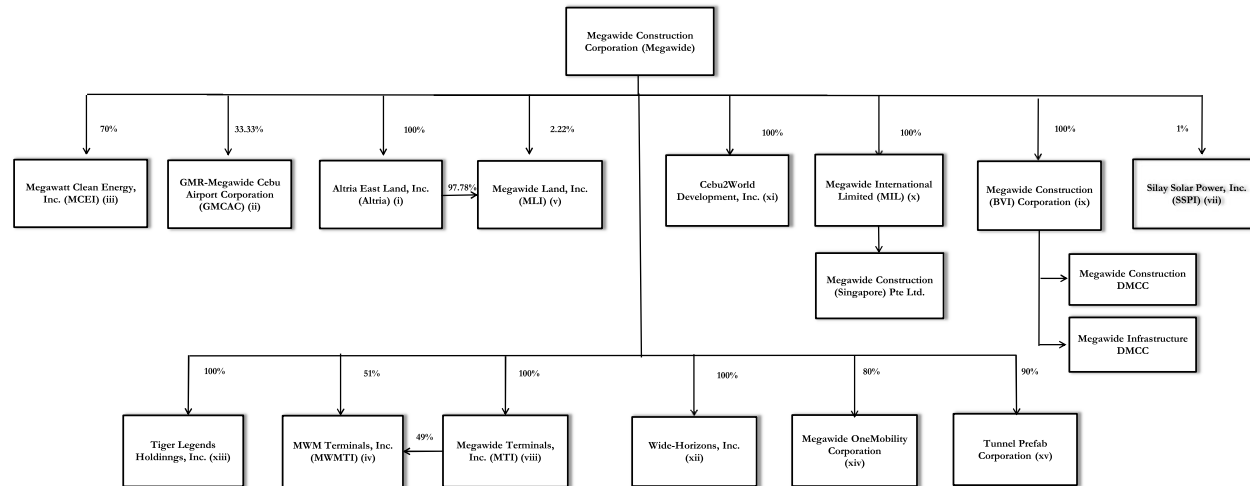 Megawide Construction
Corporation (Megawide)
70%
33.33%
100%
2.22%
100%
100%
100%
1%
Megawatt Clean Energy,
Inc. (MCEI) (iii)
GMR-Megawide Cebu
Airport Corporation
(GMCAC) (ii)
Altria East Land, Inc.
(Altria) (i)
97.78%
Megawide Land, Inc.
(MLI) (v)
Cebu2World
Development, Inc. (xi)
Megawide International
Limited (MIL) (x)
Megawide Construction
(BVI) Corporation (ix)
Silay Solar Power, Inc.
(SSPI) (vii)
Megawide Construction
(Singapore) Pte Ltd.
Megawide Construction
DMCC
Megawide Infrastructure
DMCC
100%
51%
100%
100%
80%
90%
Tiger Legends
Holdinngs, Inc. (xiii)
MWM Terminals, Inc.
(MWMTI) (iv)
49%
Megawide Terminals,
Inc. (MTI) (viii)
Wide-Horizons, Inc.
(xii)
Megawide OneMobility
Corporation
(xiv)
Tunnel Prefab
Corporation (xv)